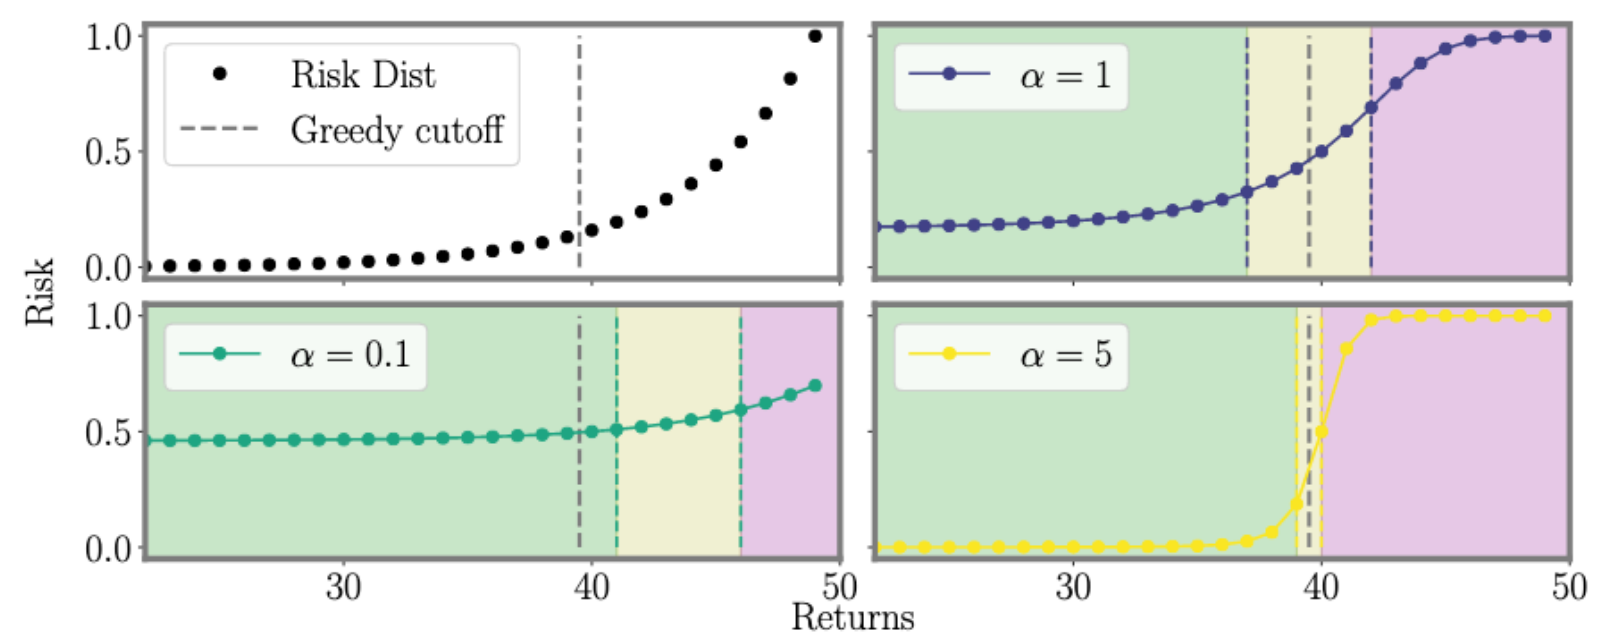 1.0
0.5
0.0
Risk Dist
Greedy cutoff
α = 1
Risk
1.0
0.5
0.0
α = 0.1
α = 5
30
40
50
30
40
50
Returns